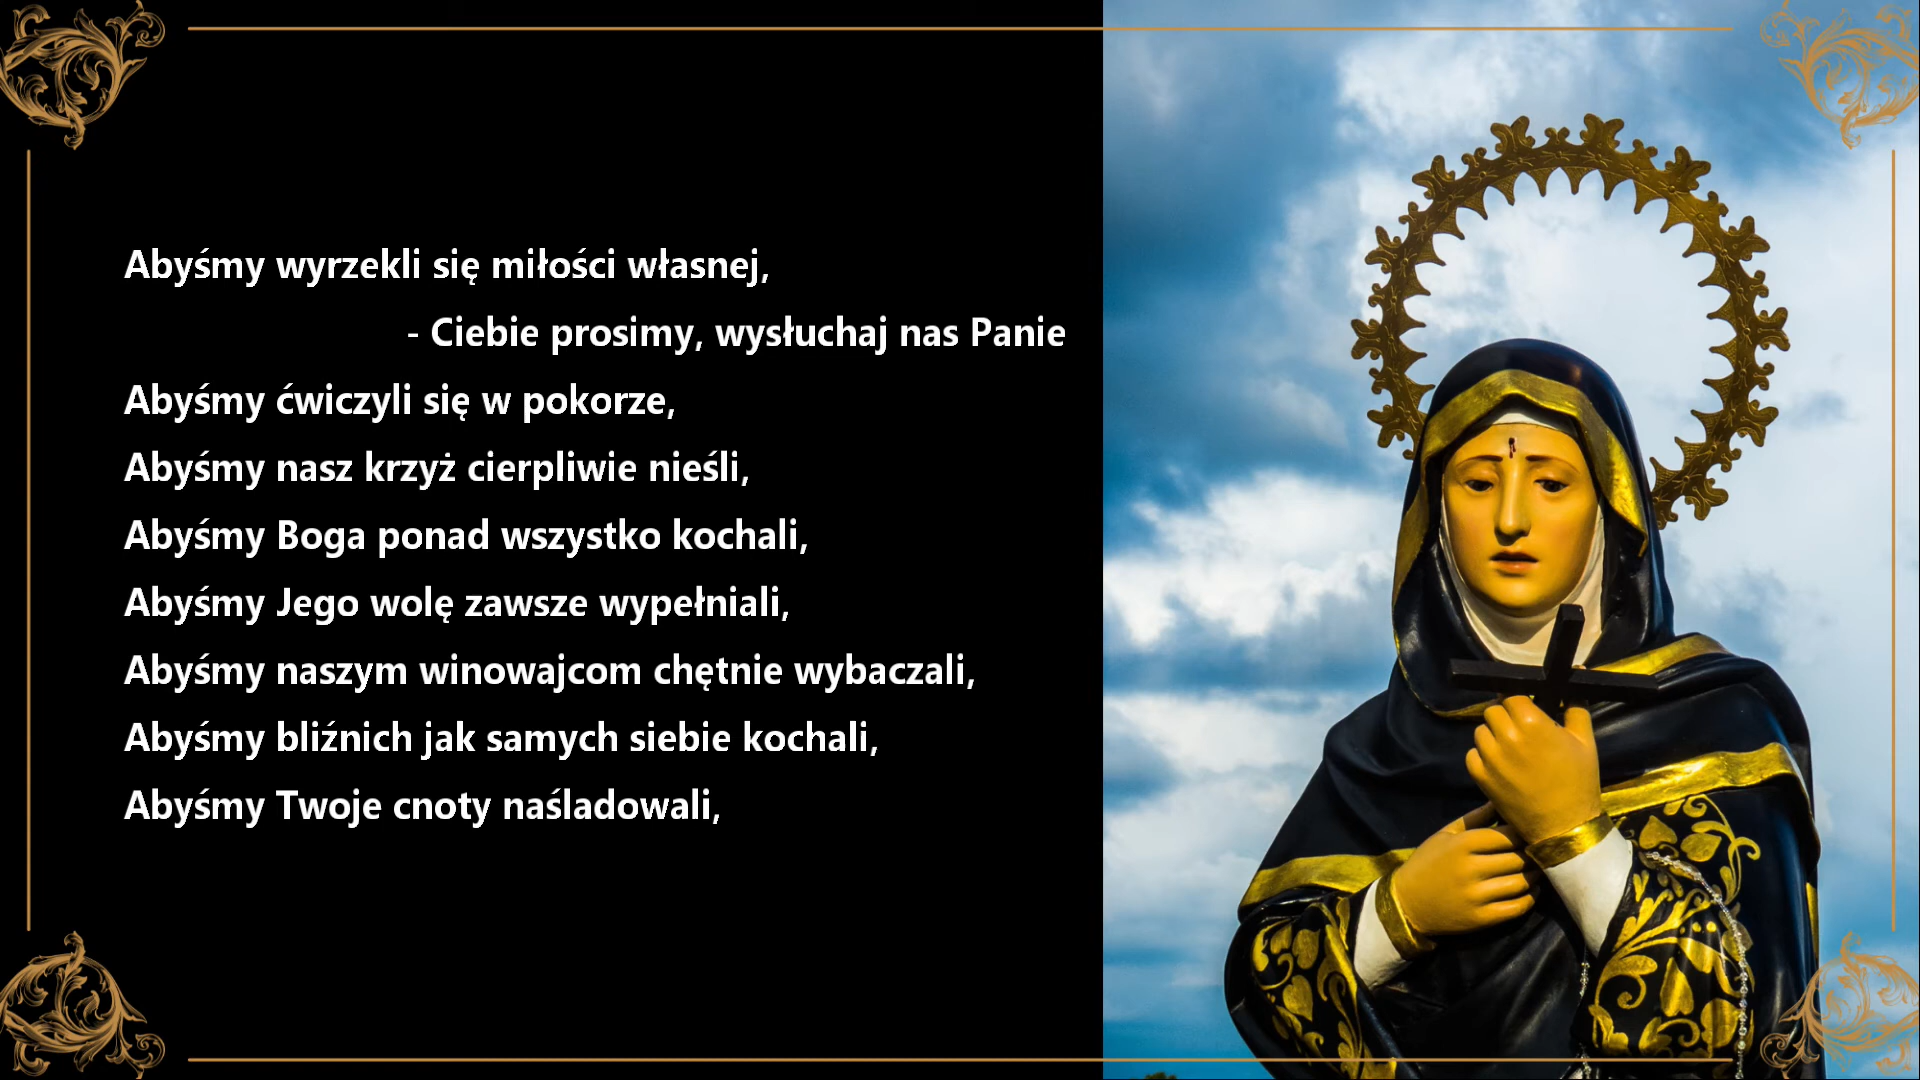 Abyśmy wyrzekli się miłości własnej,
- Ciebie prosimy, wysłuchaj nas Panie
Abyśmy ćwiczyli się w pokorze,
Abyśmy nasz krzyż cierpliwie nieśli,
Abyśmy Boga ponad wszystko kochali,
Abyśmy Jego wolę zawsze wypełniali,
Abyśmy naszym winowajcom chętnie wybaczali,
Abyśmy bliźnich jak samych siebie kochali,
Abyśmy Twoje cnoty naśladowali,